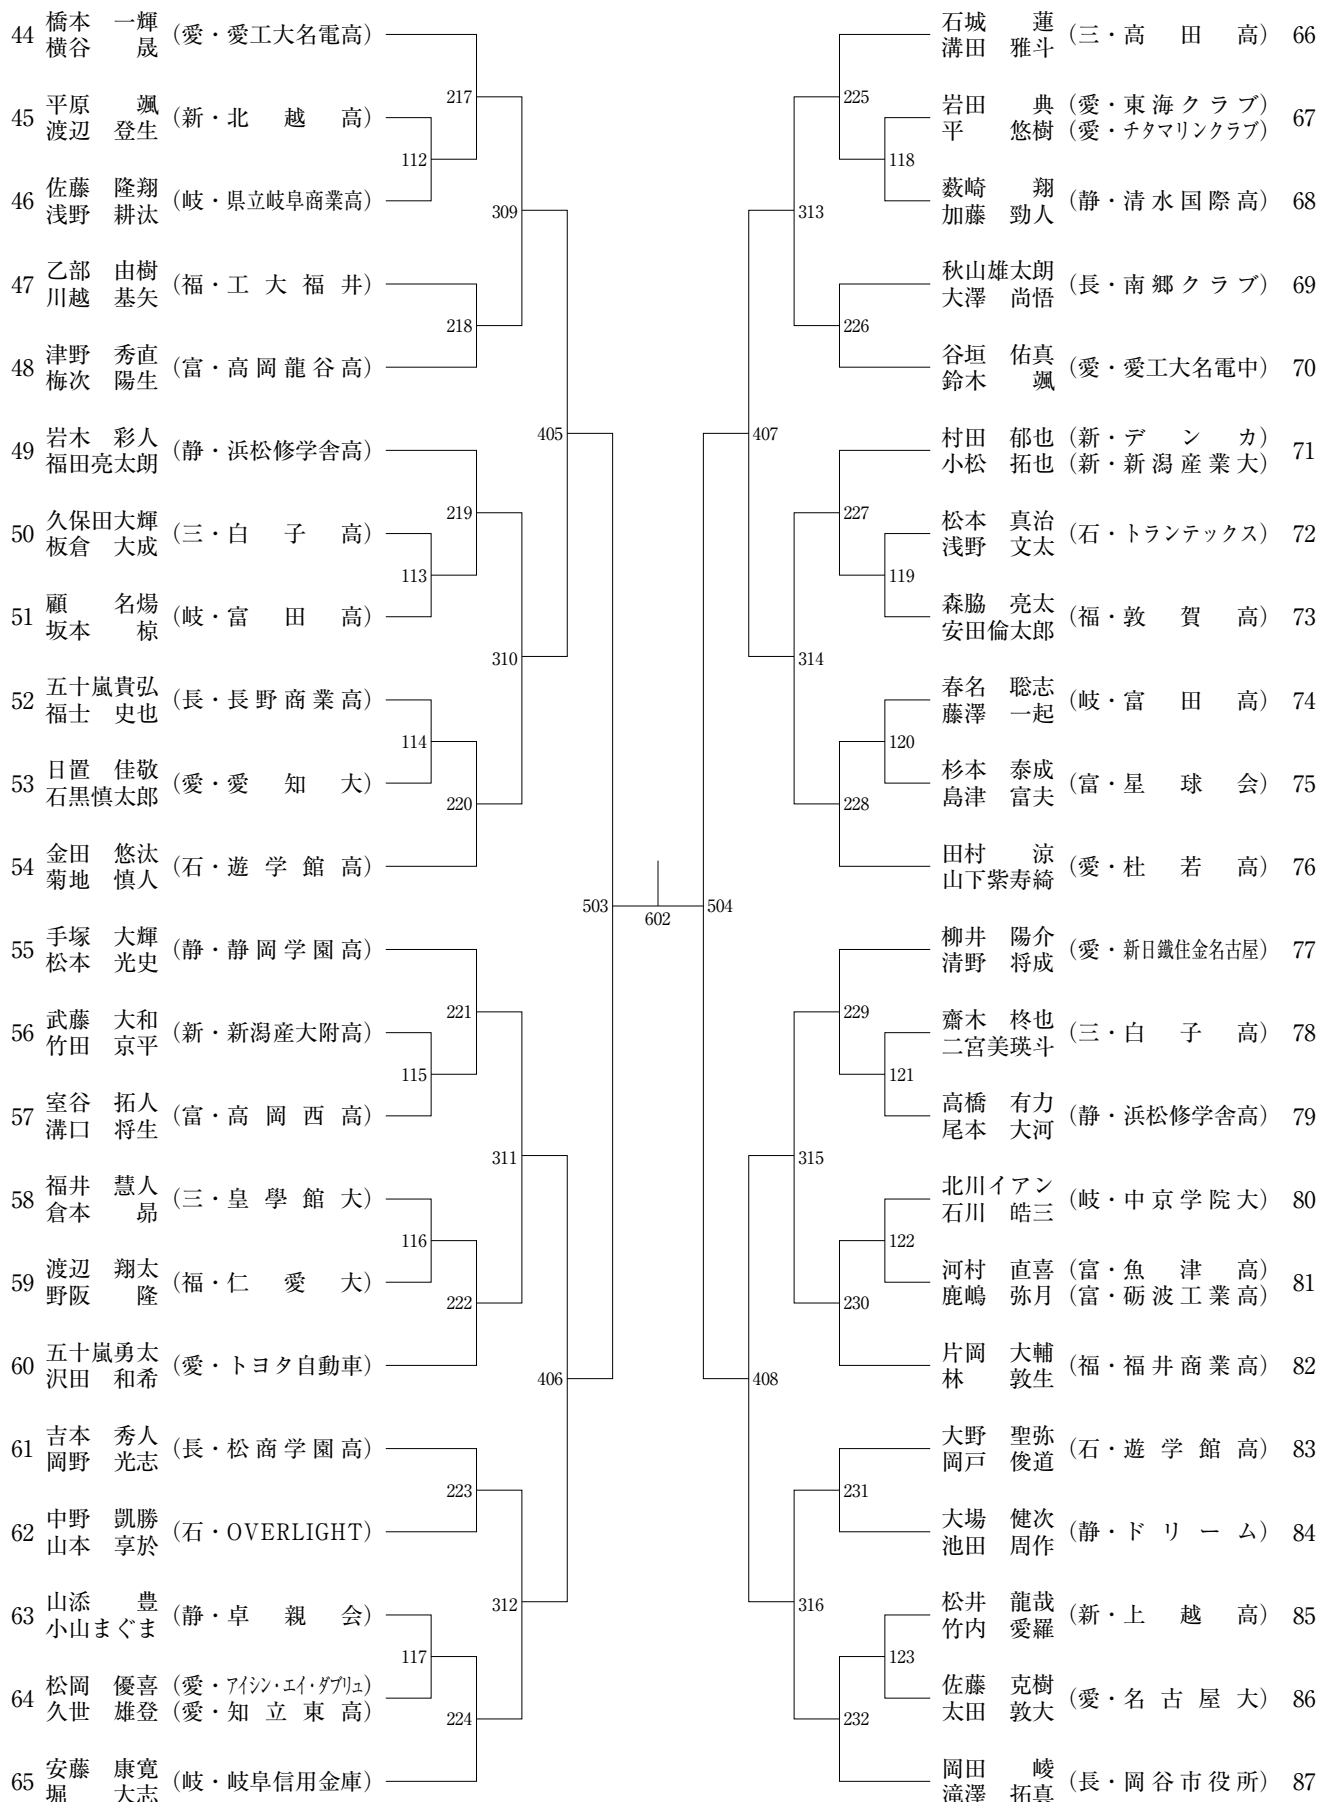 44 橋本　一輝 (愛・愛工大名電高)
横谷　　晟
217
45 平原　　颯 (新・北越高)
渡辺　登生
112
46 佐藤　隆翔 (岐・県立岐阜商業高)
浅野　耕汰
309
47 乙部　由樹 (福・工大福井)
川越　基矢
218
48 津野　秀直 (富・高岡龍谷高)
梅次　陽生
405
49 岩木　彩人 (静・浜松修学舎高)
福田亮太朗
219
50 久保田大輝 (三・白子高)
板倉　大成
113
51 顧　　名煬 (岐・富田高)
坂本　　椋
310
52 五十嵐貴弘 (長・長野商業高)
福士　史也
114
53 日置　佳敬 (愛・愛知大)
石黒慎太郎
220
54 金田　悠汰 (石・遊学館高)
菊地　慎人
503
55 手塚　大輝 (静・静岡学園高)
松本　光史
221
56 武藤　大和 (新・新潟産大附高)
竹田　京平
115
57 室谷　拓人 (富・高岡西高)
溝口　将生
311
58 福井　慧人 (三・皇學館大)
倉本　　昴
116
59 渡辺　翔太 (福・仁愛大)
野阪　　隆
222
60 五十嵐勇太 (愛・トヨタ自動車)
沢田　和希
406
61 吉本　秀人 (長・松商学園高)
岡野　光志
223
62 中野　凱勝 (石・OVERLIGHT)
山本　享於
63 山添　　豊 (静・卓親会)
小山まぐま
312
117
64 松岡　優喜 (愛・アイシン・エイ・ダブリュ)
久世　雄登 (愛・知立東高)
224
65 安藤　康寛 (岐・岐阜信用金庫)
堀　　大志
602
石城　　蓮 (三・高田高) 66
溝田　雅斗
225
岩田　　典 (愛・東海クラブ) 67
平　　悠樹 (愛・チタマリンクラブ)
118
薮崎　　翔 (静・清水国際高) 68
加藤　勁人
313
秋山雄太朗 (長・南郷クラブ) 69
大澤　尚悟
226
谷垣　佑真 (愛・愛工大名電中) 70
鈴木　　颯
407
村田　郁也 (新・デンカ) 71
小松　拓也 (新・新潟産業大)
227
松本　真治 (石・トランテックス) 72
浅野　文太
119
森脇　亮太 (福・敦賀高) 73
安田倫太郎
314
春名　聡志 (岐・富田高) 74
藤澤　一起
120
杉本　泰成 (富・星球会) 75
島津　富夫
228
田村　　涼 (愛・杜若高) 76
山下紫寿綺
504
柳井　陽介 (愛・新日鐵住金名古屋) 77
清野　将成
229
齋木　柊也 (三・白子高) 78
二宮美瑛斗
121
高橋　有力 (静・浜松修学舎高) 79
尾本　大河
315
北川イアン (岐・中京学院大) 80
石川　皓三
122
河村　直喜 (富・魚津高) 81
鹿嶋　弥月 (富・砺波工業高)
230
片岡　大輔 (福・福井商業高) 82
林　　敦生
408
大野　聖弥 (石・遊学館高) 83
岡戸　俊道
231
大場　健次 (静・ドリーム) 84
池田　周作
松井　龍哉 (新・上越高) 85
竹内　愛羅
316
123
佐藤　克樹 (愛・名古屋大) 86
太田　敦大
232
岡田　　崚 (長・岡谷市役所) 87
滝澤　拓真